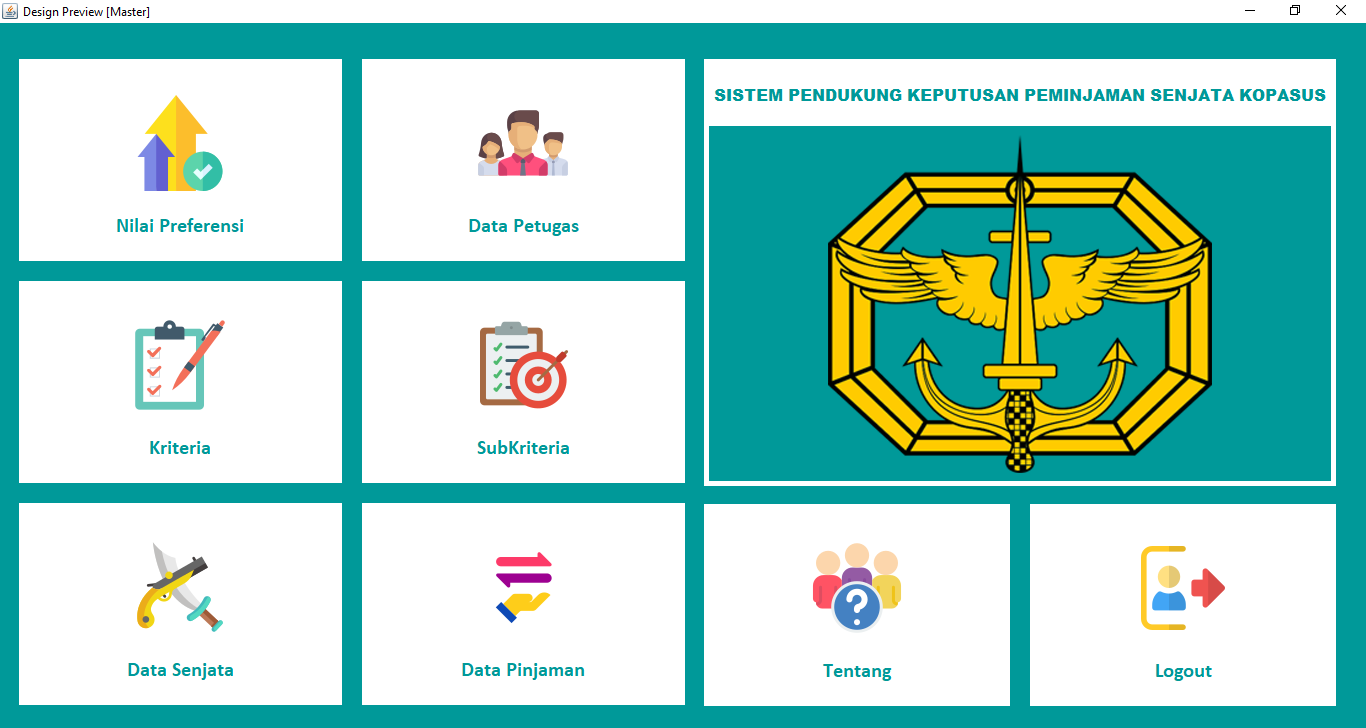 Design Preview [Master]
Nilai Preferensi
Data Petugas
SISTEM PENDUKUNG KEPUTUSAN PEMINJAMAN SENJATA KOPASUS
Kriteria
SubKriteria
Data Senjata
Data Pinjaman
Tentang
Logout